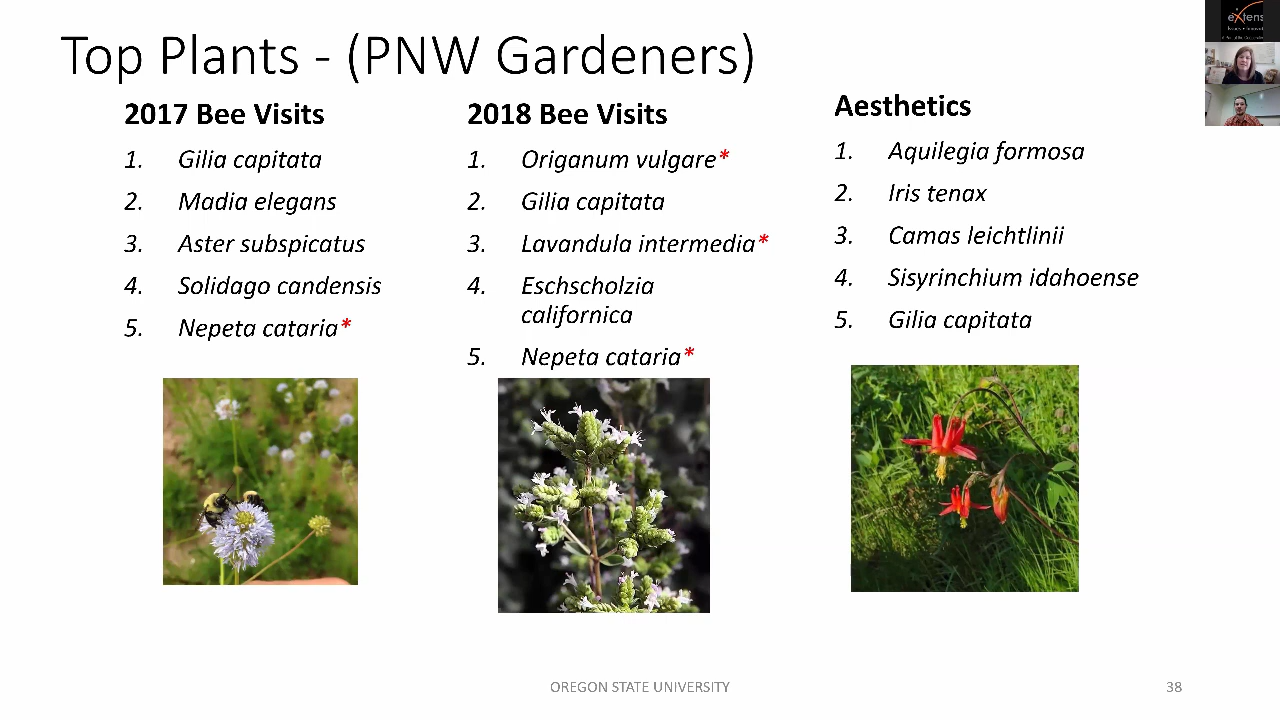 Top Plants - (PNW Gardeners)
2017 Bee Visits
1. Gilia capitata
2. Madia elegans
3. Aster subspicatus
4. Solidago candensis
5. Nepeta cataria*
2018 Bee Visits
1. Origanum vulgare*
2. Gilia capitata
3. Lavandula intermedia*
4. Eschscholzia
californica
5. Nepeta cataria*
Aesthetics
1. Aquilegia formosa
2. Iris tenax
3. Camas leichtlinii
4. Sisyrinchium idahoense
5. Gilia capitata
eXtens
OREGON STATE UNIVERSITY
38